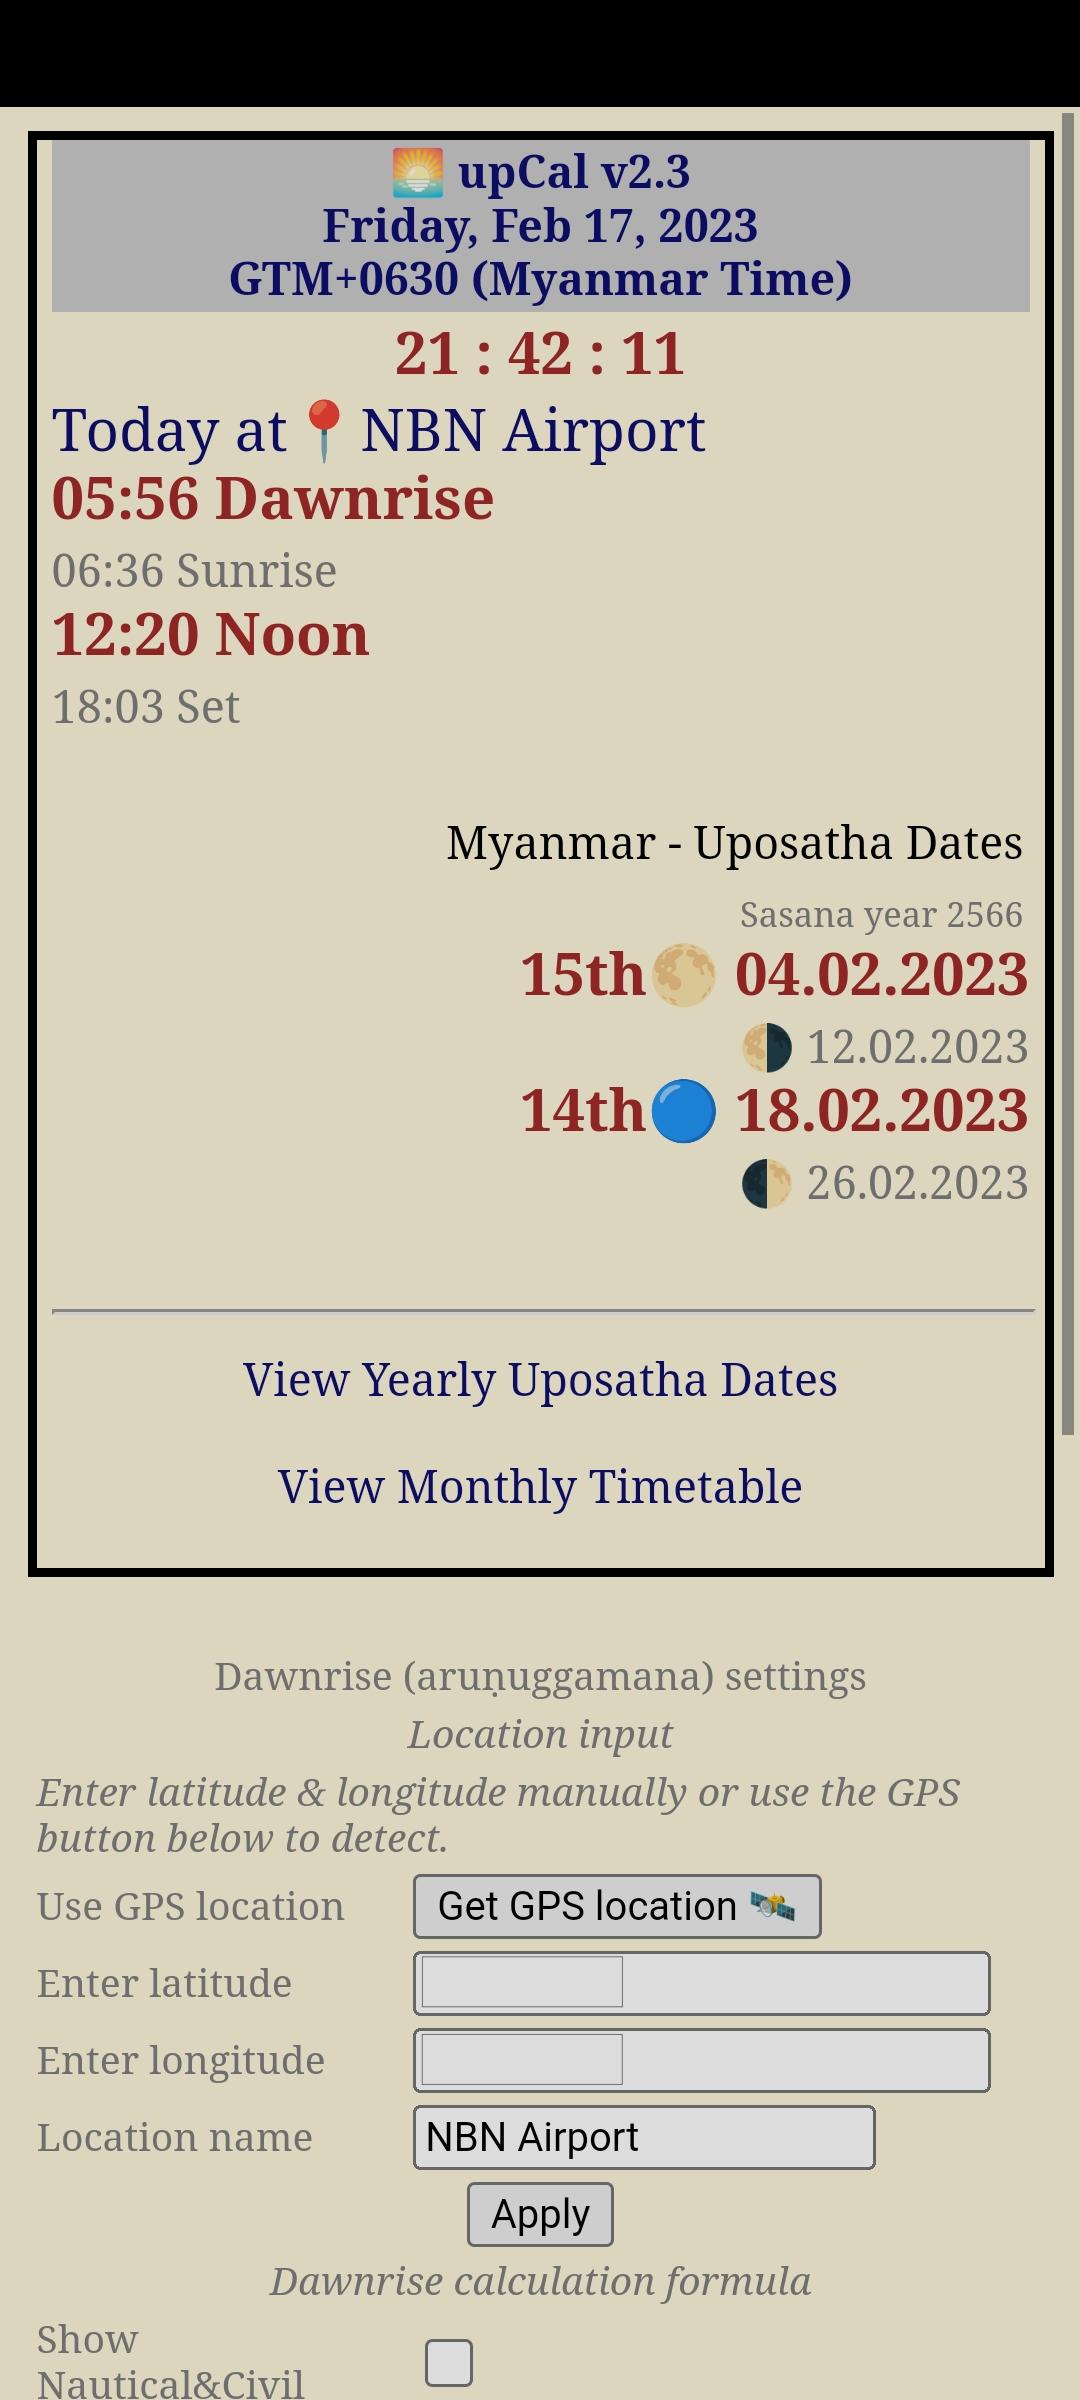 🌅 upCal v2.3
Friday, Feb 17, 2023
GTM+0630 (Myanmar Time)
21 : 42 : 11
Today at📍NBN Airport
05:56 Dawnrise
06:36 Sunrise
12:20 Noon
18:03 Set
Myanmar - Uposatha Dates
Sasana year 2566
15th🌕 04.02.2023
🌗 12.02.2023
14th🔵 18.02.2023
🌓 26.02.2023
View Yearly Uposatha Dates
View Monthly Timetable
Dawnrise (aruṇuggamana) settings
Location input
Enter latitude & longitude manually or use the GPS
button below to detect.
Use GPS location Get GPS location 🛰️
Enter latitude
Enter longitude
Location name NBN Airport
Apply
Dawnrise calculation formula
Show
Nautical&Civil